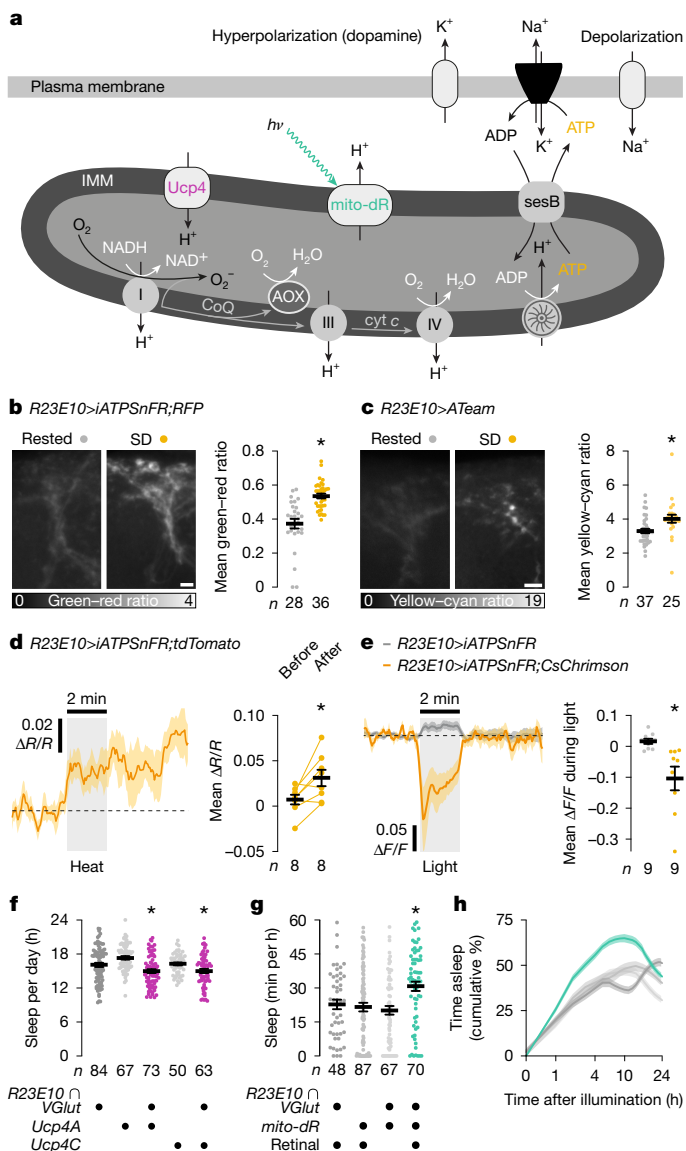 a
Hyperpolarization (dopamine)
K+
Na+
Depolarization
Plasma membrane
hν
ADP
K+
ATP
Na+
H+
IMM
Ucp4
mito-dR
sesB
O2
H+
H+
NADH
NAD+
O2
H2O
O2
H2O
ADP
ATP
O2−
I
CoQ
AOX
III
cyt c
IV
H+
H+
H+
b R23E10>iATPSnFR;RFP
Rested
SD
*
Mean green–red ratio
0.8
0.6
0.4
0.2
0
0 Green–red ratio 4
n 28 36
c R23E10>ATeam
Rested
SD
*
Mean yellow–cyan ratio
8
6
4
2
0
0 Yellow–cyan ratio 19
n 37 25
d R23E10>iATPSnFR;tdTomato
Before
After
2 min
0.02
ΔR/R
Heat
*
Mean ΔR/R
0.10
0.05
0
−0.05
n 8 8
e R23E10>iATPSnFR
R23E10>iATPSnFR;CsChrimson
2 min
0.05
ΔF/F
Light
*
Mean ΔF/F during light
0
−0.1
−0.2
−0.3
n 9 9
f
Sleep per day (h)
24
18
12
6
0
* *
n 84 67 73 50 63
R23E10 ∩
VGlut
Ucp4A
Ucp4C
g
Sleep (min per h)
60
45
30
15
0
*
n 48 87 67 70
R23E10 ∩
VGlut
mito-dR
Retinal
h
Time asleep
(cumulative %)
75
50
25
0
0 1 4 10 24
Time after illumination (h)